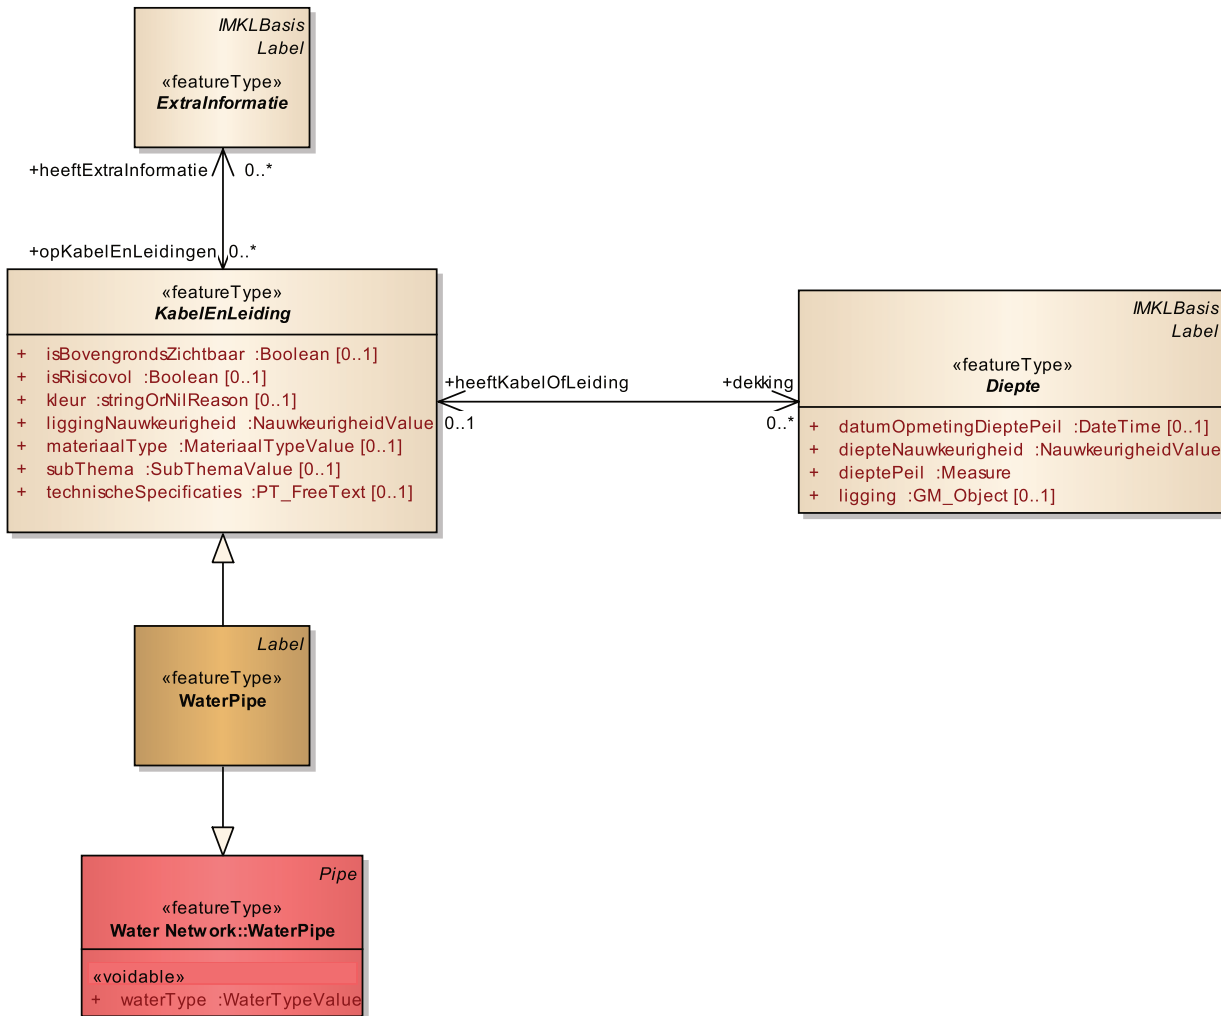 IMKLBasis
Label
«featureType»
ExtraInformatie
+heeftExtraInformatie 0..*
+opKabelEnLeidingen 0..*
«featureType»
KabelEnLeiding
+ isBovengrondsZichtbaar :Boolean [0..1]
+ isRisicovol :Boolean [0..1]
+ kleur :stringOrNilReason [0..1]
+ liggingNauwkeurigheid :NauwkeurigheidValue
+ materiaalType :MateriaalTypeValue [0..1]
+ subThema :SubThemaValue [0..1]
+ technischeSpecificaties :PT_FreeText [0..1]
+heeftKabelOfLeiding +dekking
0..1 0..*
IMKLBasis
Label
«featureType»
Diepte
+ datumOpmetingDieptePeil :DateTime [0..1]
+ diepteNauwkeurigheid :NauwkeurigheidValue
+ dieptePeil :Measure
+ ligging :GM_Object [0..1]
Label
«featureType»
WaterPipe
Pipe
«featureType»
Water Network::WaterPipe
«voidable»
+ waterType :WaterTypeValue